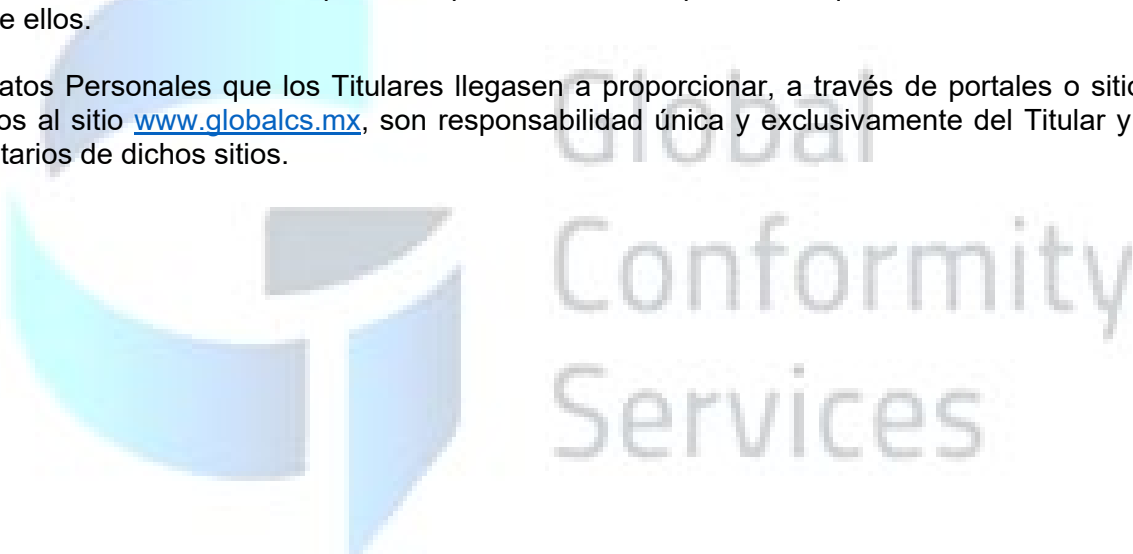 e ellos.
atos Personales que los Titulares llegasen a proporcionar, a través de portales o sitio
os al sitio www.globalcs.mx, son responsabilidad única y exclusivamente del Titular y
tarios de dichos sitios.
Global
Conformity
Services